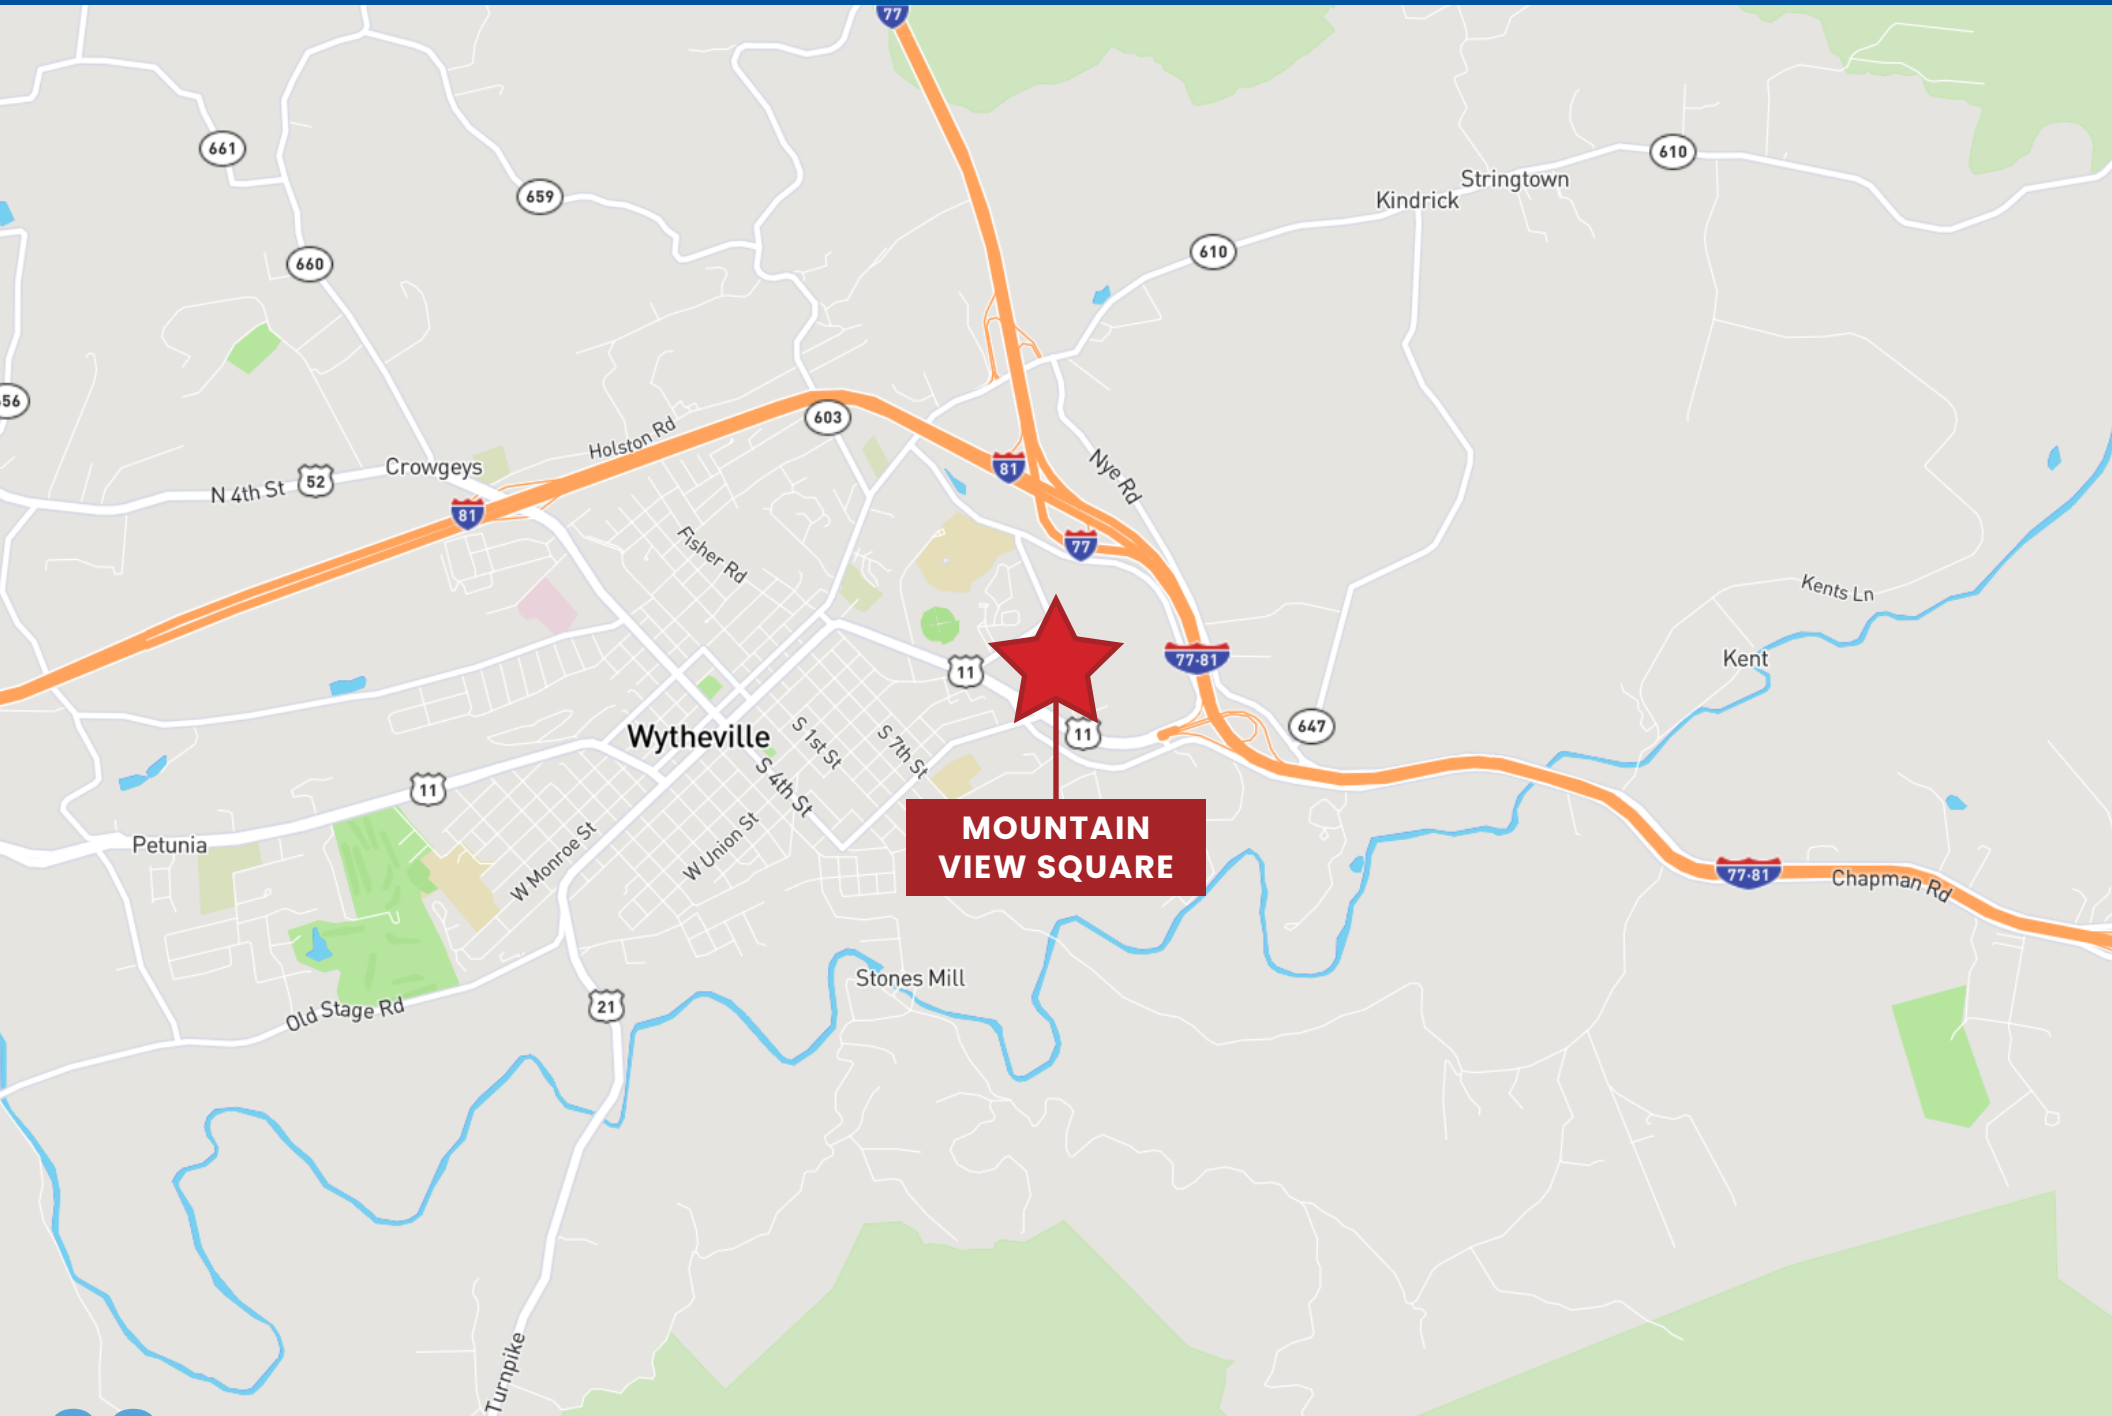 77
661
659
610
Stringtown
Kindrick
610
660
56
603
Holston Rd
Crowgeys
81
52
N 4th St
Nye Rd
81
77
Fisher Rd
Kents Ln
Kent
77·81
11
647
11
Wytheville
S 1st St
S 7th St
S 4th St
11
MOUNTAIN
VIEW SQUARE
Petunia
W Monroe St
W Union St
77·81
Chapman Rd
Stones Mill
Old Stage Rd
21
Turnpike